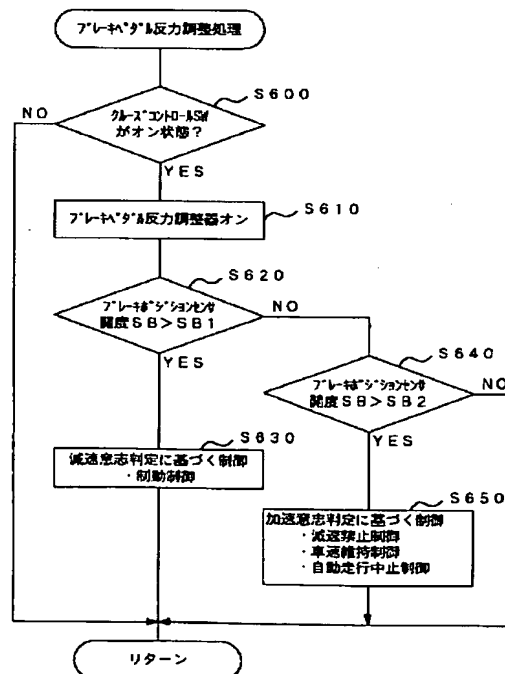 ブレーキペダル反力調整処理
S600
NO
クルーズコントロールSW
がオン状態？
YES
S610
ブレーキペダル反力調整器オン
S620
ブレーキポジションセンサ
開度SB＞SB1
NO
YES
S640
ブレーキポジションセンサ
開度SB＞SB2
NO
YES
S630
減速意志判定に基づく制御
・制動制御
S650
加速意志判定に基づく制御
・減速禁止制御
・車速維持制御
・自動走行中止制御
リターン